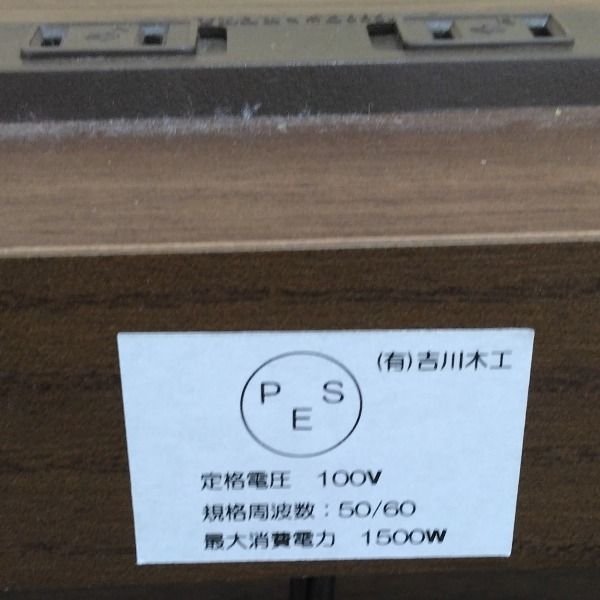 (有)吉川木工
P S
E
定格電圧 100V
規格周波数：50/60
最大消費電力 1500W